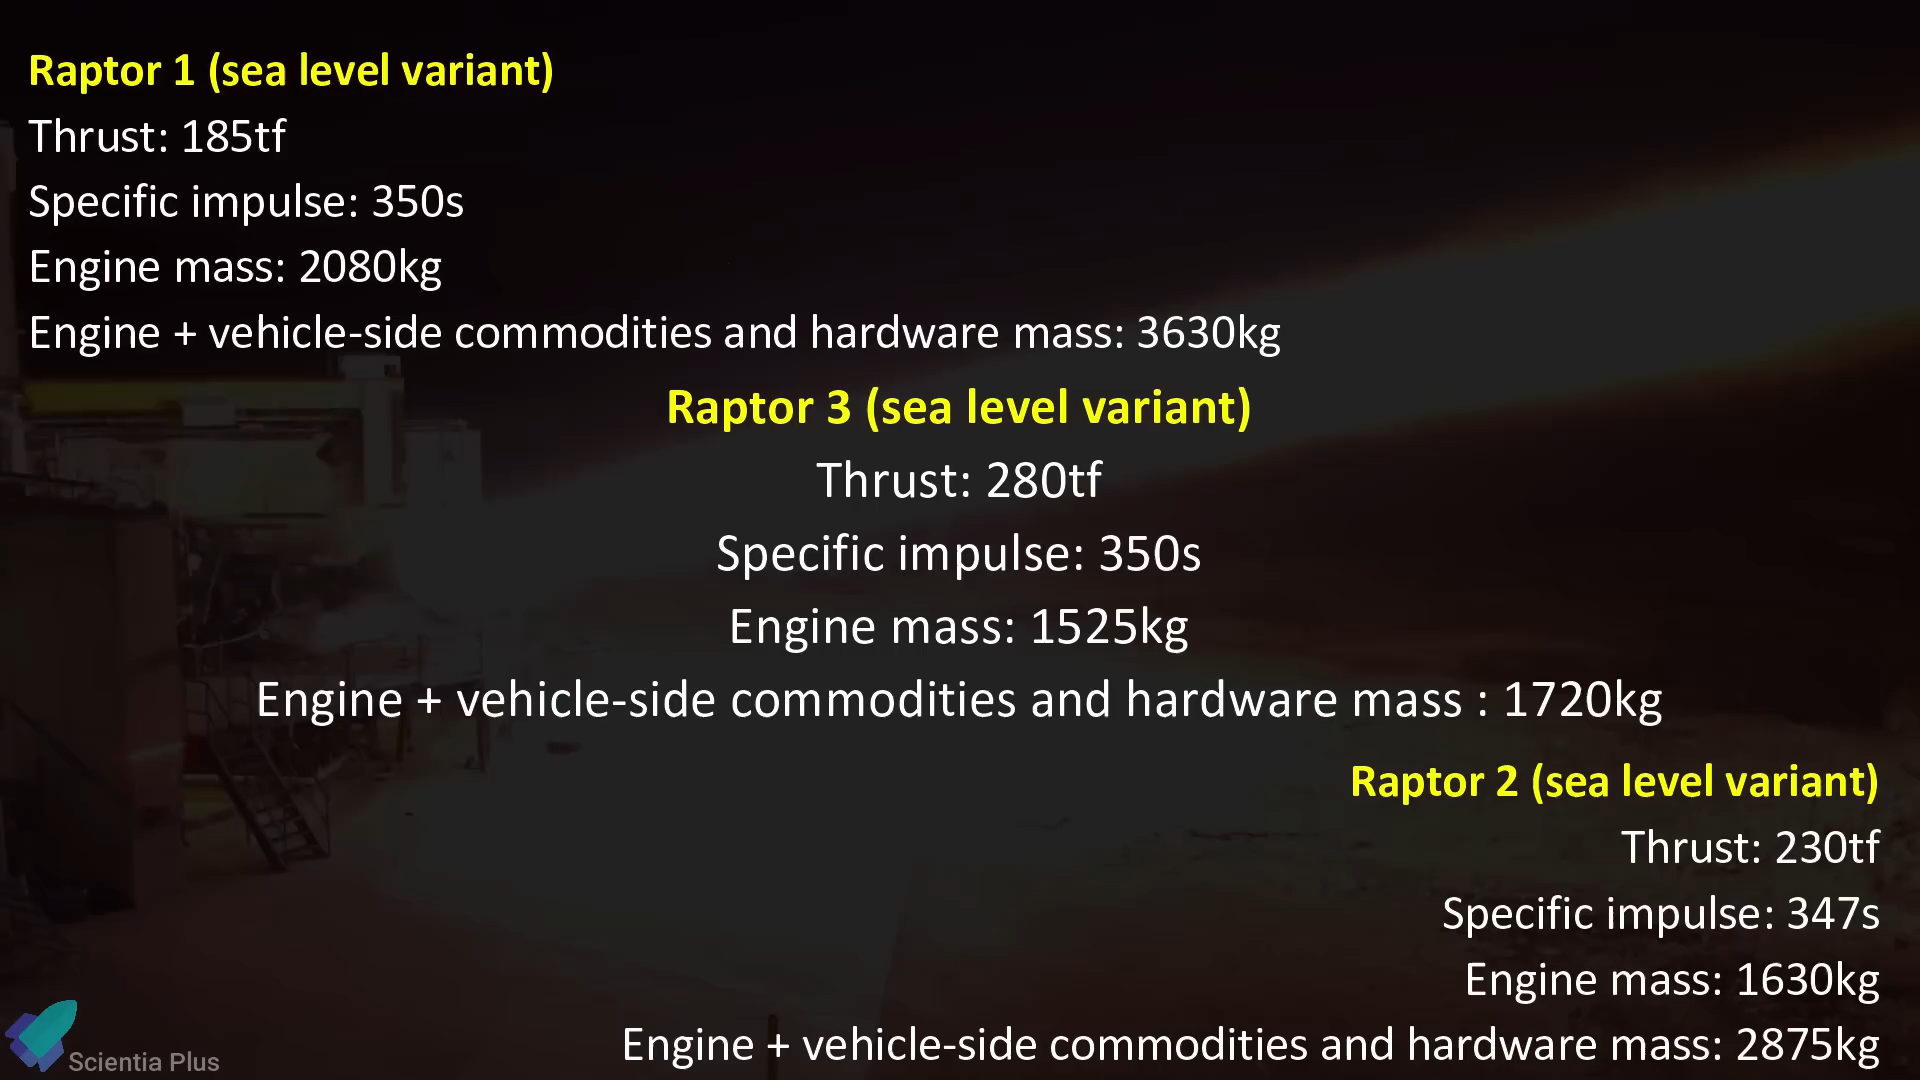 Raptor 1 (sea level variant)
Thrust: 185tf
Specific impulse: 350s
Engine mass: 2080kg
Engine + vehicle-side commodities and hardware mass: 3630kg
Raptor 3 (sea level variant)
Thrust: 280tf
Specific impulse: 350s
Engine mass: 1525kg
Engine + vehicle-side commodities and hardware mass : 1720kg
Raptor 2 (sea level variant)
Thrust: 230tf
Specific impulse: 347s
Engine mass: 1630kg
Engine + vehicle-side commodities and hardware mass: 2875kg
Scientia Plus